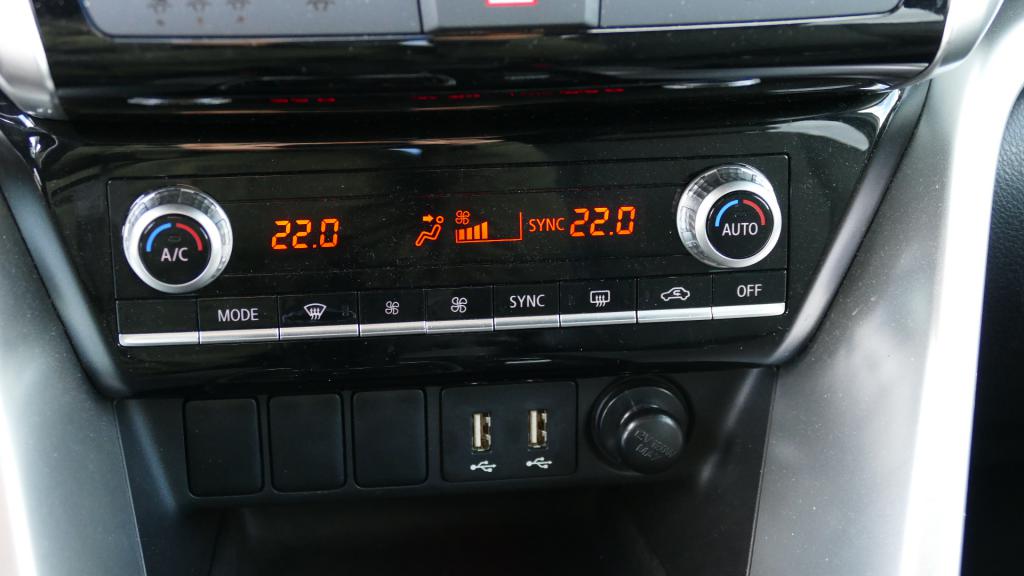 22.0
SYNC 22.0
A/C
AUTO
MODE
SYNC
OFF